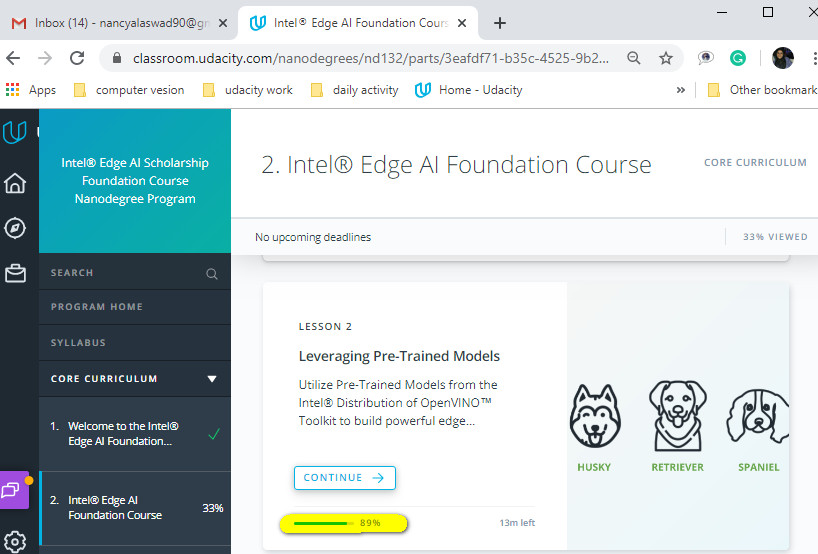 Inbox (14) - nancyalaswad90@gn
Intel® Edge AI Foundation Cours
classroom.udacity.com/nanodegrees/nd132/parts/3eafdf71-b35c-4525-9b2...
Apps
computer vesion
udacity work
daily activity
Home - Udacity
»
Other bookmark
Intel® Edge AI Scholarship
Foundation Course
Nanodegree Program
SEARCH
PROGRAM HOME
SYLLABUS
CORE CURRICULUM
1. Welcome to the Intel®
Edge AI Foundation...
2. Intel® Edge AI
Foundation Course
33%
2. Intel® Edge AI Foundation Course
CORE CURRICULUM
No upcoming deadlines
33% VIEWED
LESSON 2
Leveraging Pre-Trained Models
Utilize Pre-Trained Models from the
Intel® Distribution of OpenVINO™
Toolkit to build powerful edge...
CONTINUE
89%
13m left
HUSKY
RETRIEVER
SPANIEL